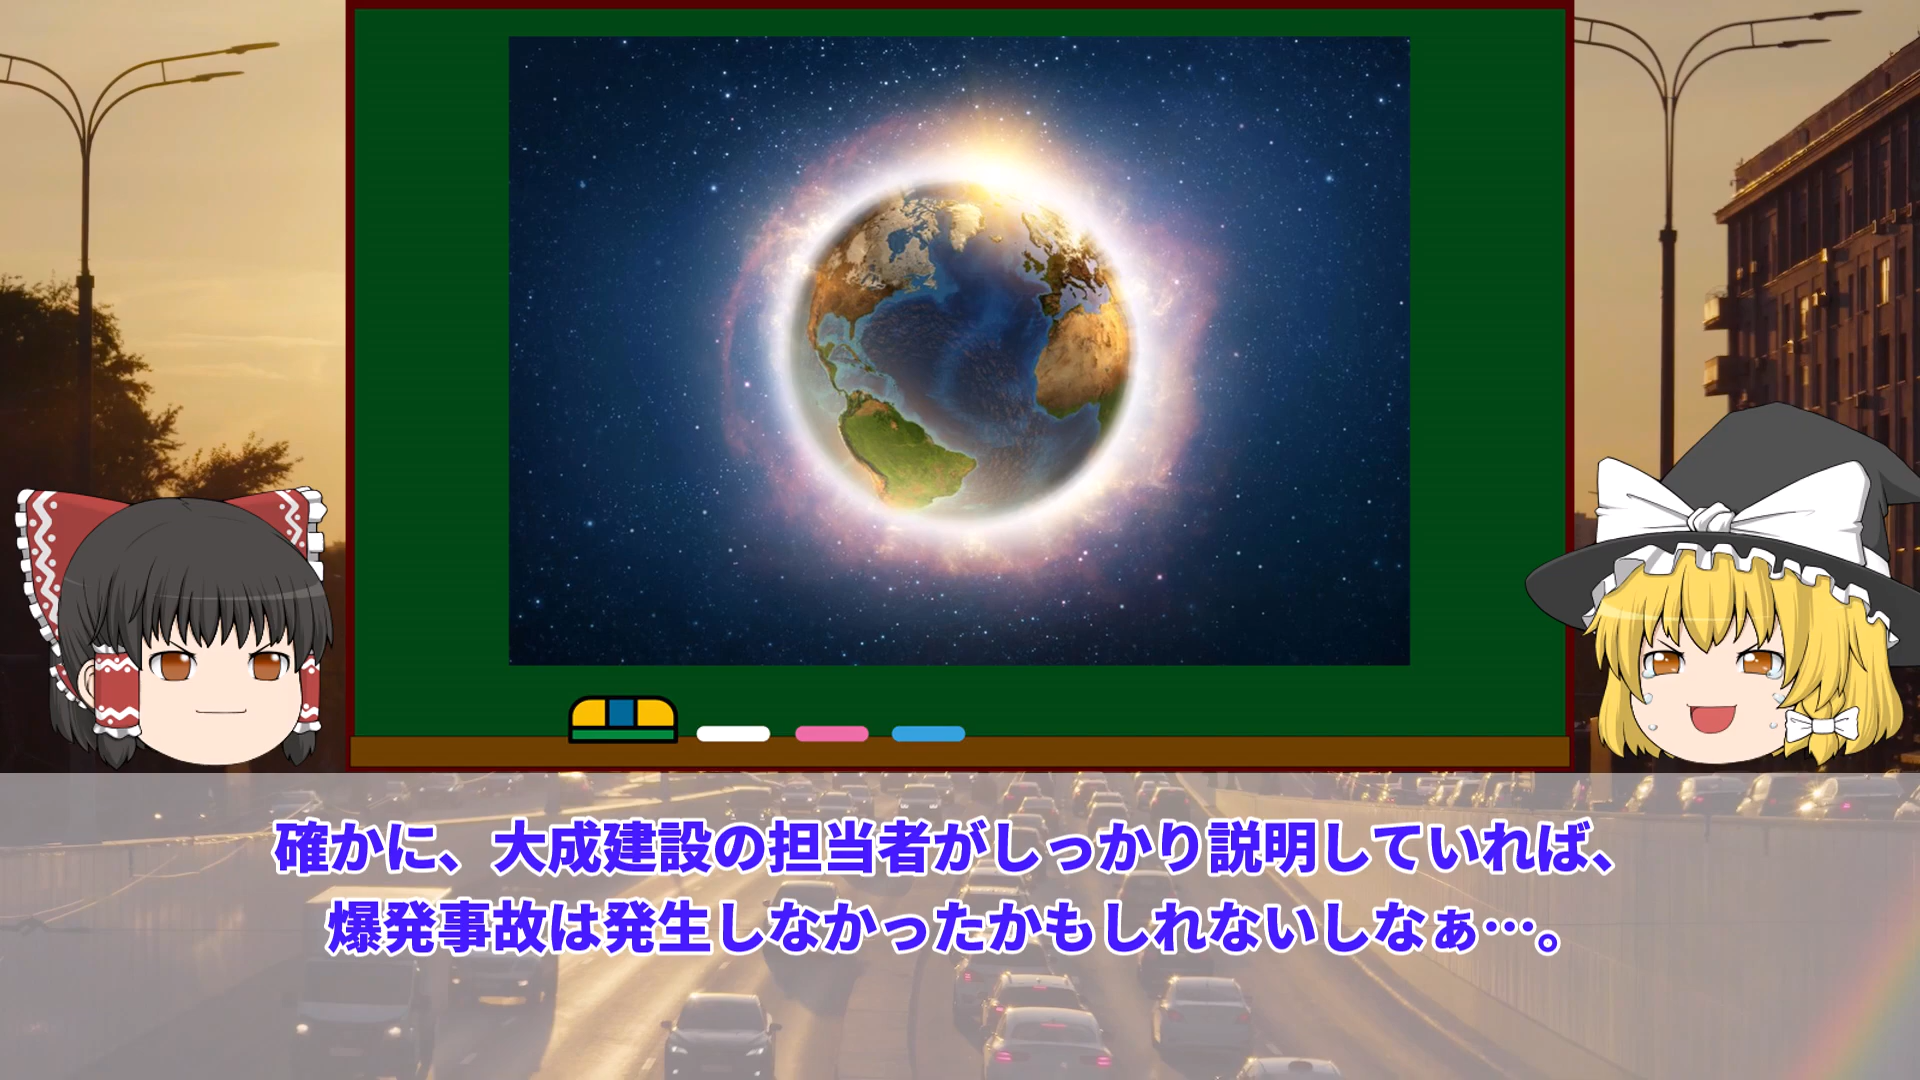 確かに、大成建設の担当者がしっかり説明していれば、
爆発事故は発生しなかったかもしれないしなぁ…。